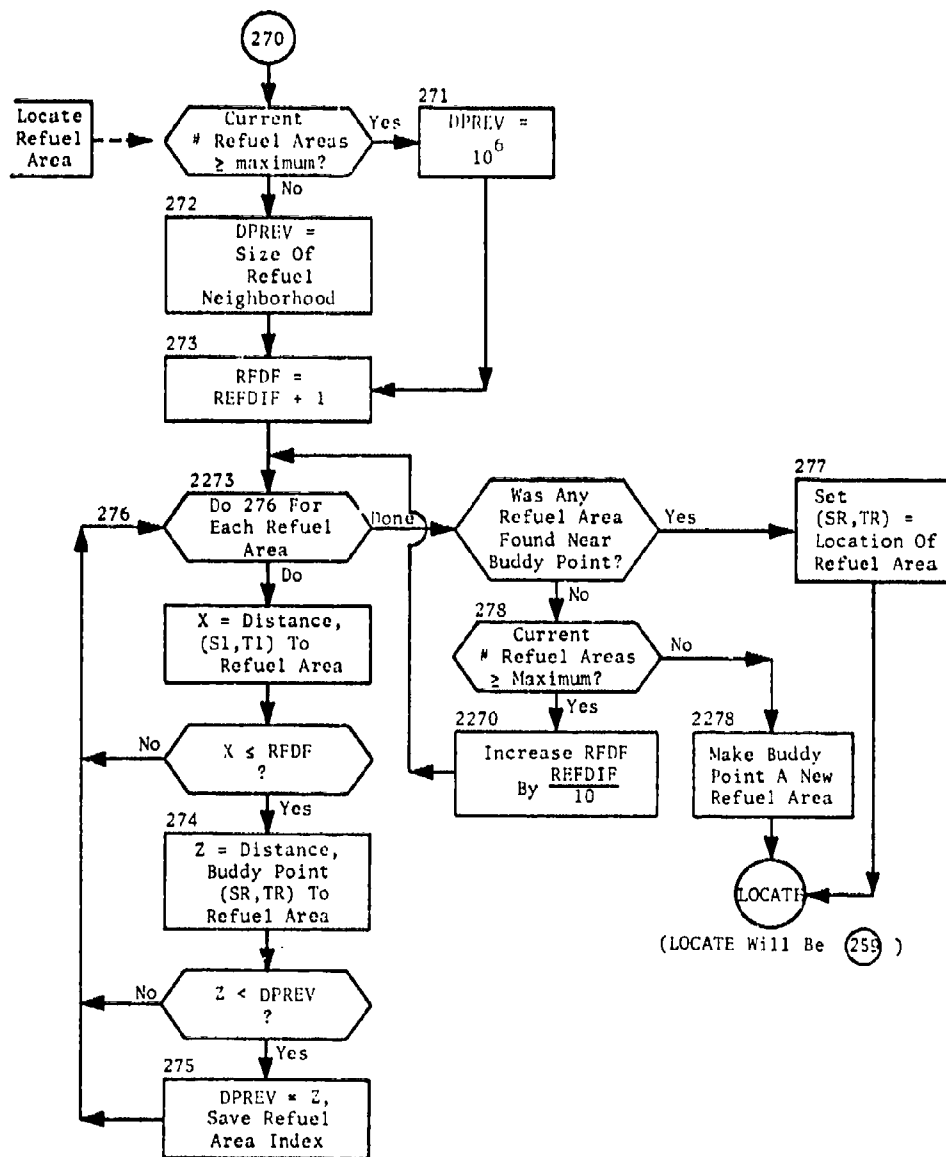 270
Locate
Refuel
Area
Current
# Refuel Areas
≥ maximum?
Yes
No
271
DPREV =
10^6
272
DPREV =
Size Of
Refuel
Neighborhood
273
RFDF =
REFDIF + 1
276
2273
Do 276 For
Each Refuel
Area
Done
Do
Was Any
Refuel Area
Found Near
Buddy Point?
Yes
No
277
Set
(SR,TR) =
Location Of
Refuel Area
X = Distance,
(S1,T1) To
Refuel Area
278
Current
# Refuel Areas
≥ Maximum?
No
Yes
X ≤ RFDF
?
No
Yes
2270
Increase RFDF
By REFDIF
10
2278
Make Buddy
Point A New
Refuel Area
274
Z = Distance,
Buddy Point
(SR,TR) To
Refuel Area
LOCATE
(LOCATE Will Be 259 )
Z < DPREV
?
No
Yes
275
DPREV = Z,
Save Refuel
Area Index